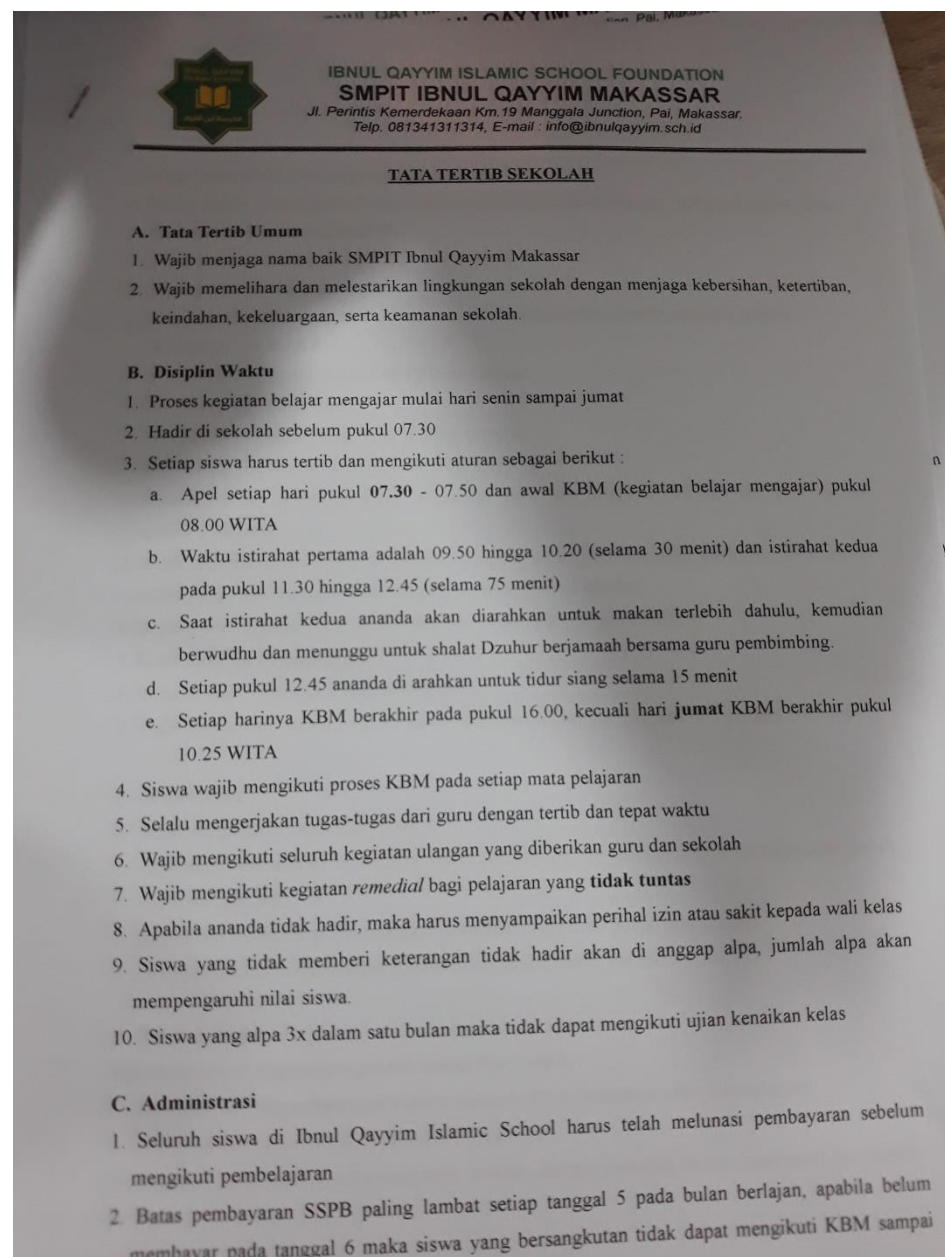 IBNUL QAYYIM ISLAMIC SCHOOL FOUNDATION
SMPIT IBNUL QAYYIM MAKASSAR
Jl. Perintis Kemerdekaan Km.19 Manggala Junction, Pai, Makassar.
Telp. 081341311314, E-mail : info@ibnulqayyim.sch.id
TATA TERTIB SEKOLAH
A. Tata Tertib Umum
1. Wajib menjaga nama baik SMPIT Ibnul Qayyim Makassar
2. Wajib memelihara dan melestarikan lingkungan sekolah dengan menjaga kebersihan, ketertiban,
keindahan, kekeluargaan, serta keamanan sekolah.
B. Disiplin Waktu
1. Proses kegiatan belajar mengajar mulai hari senin sampai jumat
2. Hadir di sekolah sebelum pukul 07.30
3. Setiap siswa harus tertib dan mengikuti aturan sebagai berikut :
a. Apel setiap hari pukul 07.30 - 07.50 dan awal KBM (kegiatan belajar mengajar) pukul
08.00 WITA
b. Waktu istirahat pertama adalah 09.50 hingga 10.20 (selama 30 menit) dan istirahat kedua
pada pukul 11.30 hingga 12.45 (selama 75 menit)
c. Saat istirahat kedua ananda akan diarahkan untuk makan terlebih dahulu, kemudian
berwudhu dan menunggu untuk shalat Dzuhur berjamaah bersama guru pembimbing.
d. Setiap pukul 12.45 ananda di arahkan untuk tidur siang selama 15 menit
e. Setiap harinya KBM berakhir pada pukul 16.00, kecuali hari jumat KBM berakhir pukul
10.25 WITA
4. Siswa wajib mengikuti proses KBM pada setiap mata pelajaran
5. Selalu mengerjakan tugas-tugas dari guru dengan tertib dan tepat waktu
6. Wajib mengikuti seluruh kegiatan ulangan yang diberikan guru dan sekolah
7. Wajib mengikuti kegiatan remedial bagi pelajaran yang tidak tuntas
8. Apabila ananda tidak hadir, maka harus menyampaikan perihal izin atau sakit kepada wali kelas
9. Siswa yang tidak memberi keterangan tidak hadir akan di anggap alpa, jumlah alpa akan
mempengaruhi nilai siswa.
10. Siswa yang alpa 3x dalam satu bulan maka tidak dapat mengikuti ujian kenaikan kelas
C. Administrasi
1. Seluruh siswa di Ibnul Qayyim Islamic School harus telah melunasi pembayaran sebelum
mengikuti pembelajaran
2. Batas pembayaran SSPB paling lambat setiap tanggal 5 pada bulan berlajan, apabila belum
membayar pada tanggal 6 maka siswa yang bersangkutan tidak dapat mengikuti KBM sampai